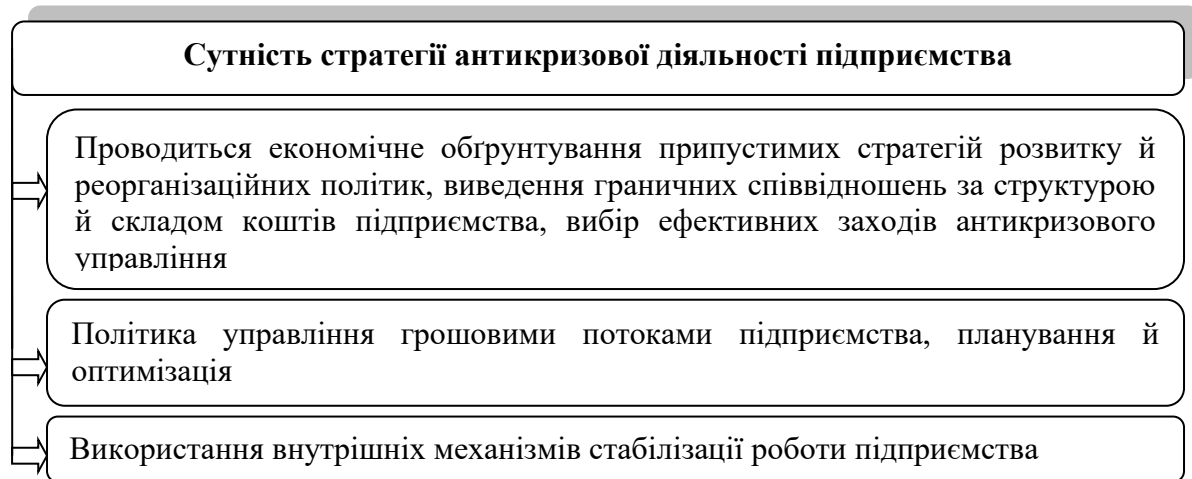 Сутність стратегії антикризової діяльності підприємства
Проводиться економічне обґрунтування припустимих стратегій розвитку й
реорганізаційних політик, виведення граничних співвідношень за структурою
й складом коштів підприємства, вибір ефективних заходів антикризового
управління
Політика управління грошовими потоками підприємства, планування й
оптимізація
Використання внутрішніх механізмів стабілізації роботи підприємства